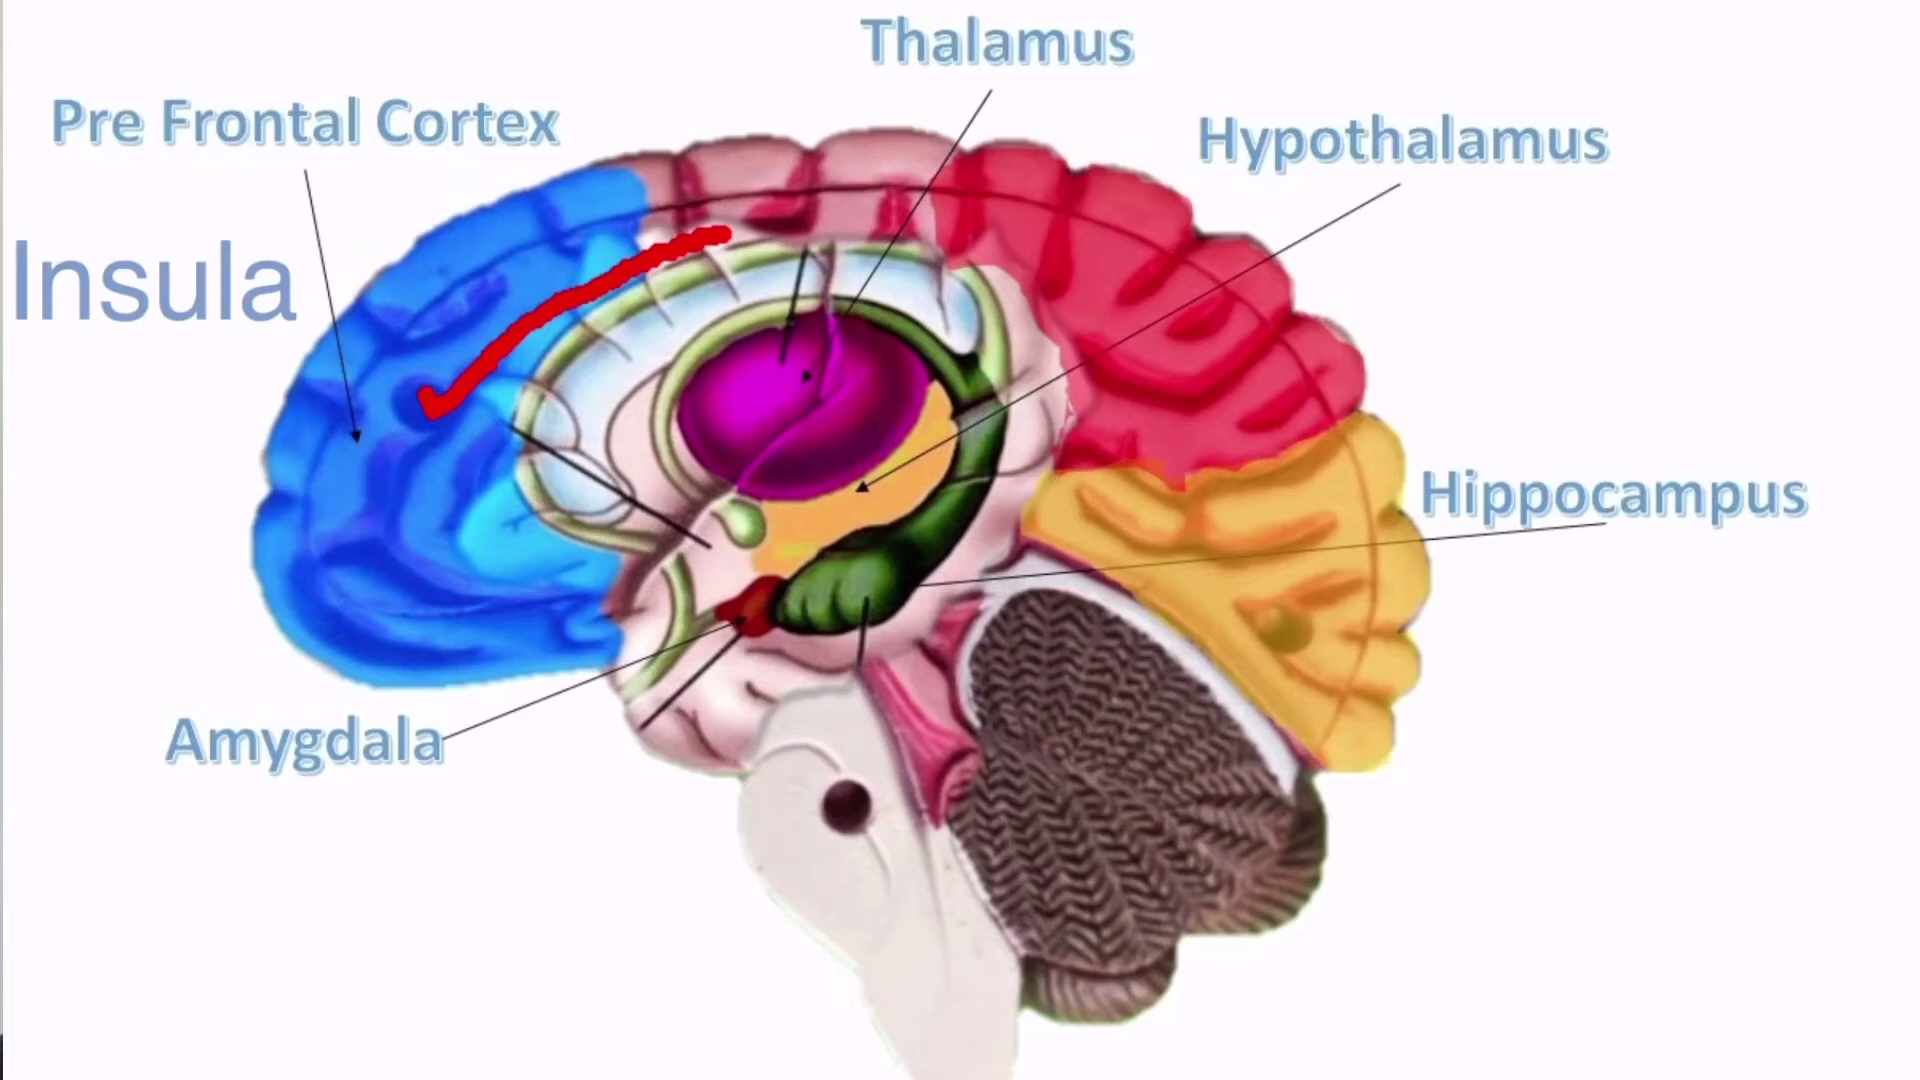 Thalamus
Pre Frontal Cortex
Hypothalamus
Insula
Hippocampus
Amygdala